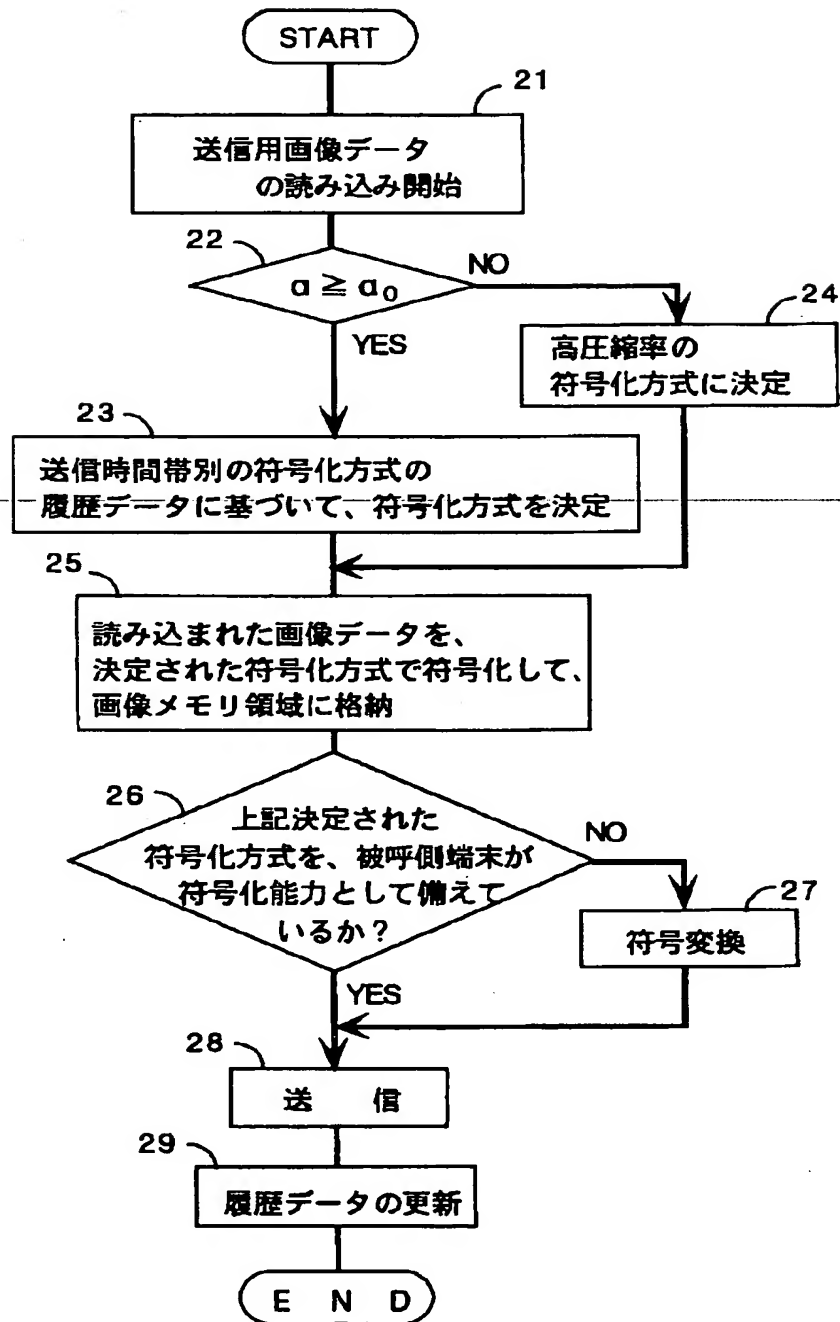 START
21
送信用画像データ
の読み込み開始
22
α ≧ α₀
NO
YES
24
高圧縮率の
符号化方式に決定
23
送信時間帯別の符号化方式の
履歴データに基づいて、符号化方式を決定
25
読み込まれた画像データを、
決定された符号化方式で符号化して、
画像メモリ領域に格納
26
上記決定された
符号化方式を、被呼側端末が
符号化能力として備えて
いるか?
NO
YES
27
符号変換
28
送 信
29
履歴データの更新
E N D